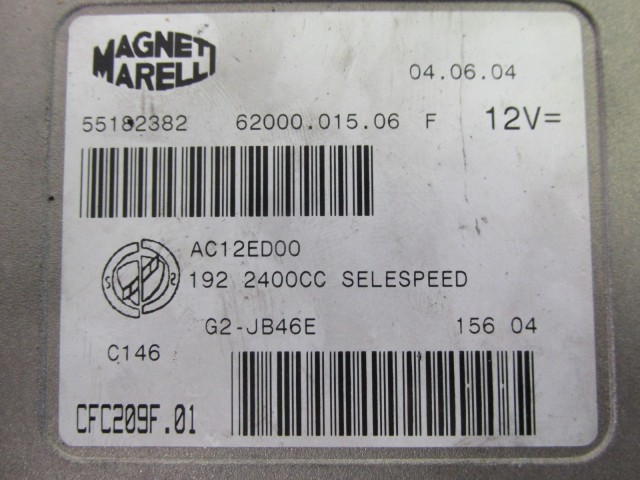 MAGNETI
MARELLI
04.06.04
55182382 62000.015.06 F 12V=
AC12ED00
192 2400CC SELESPEED
G2-JB46E 156 04
C146
CFC209F.01